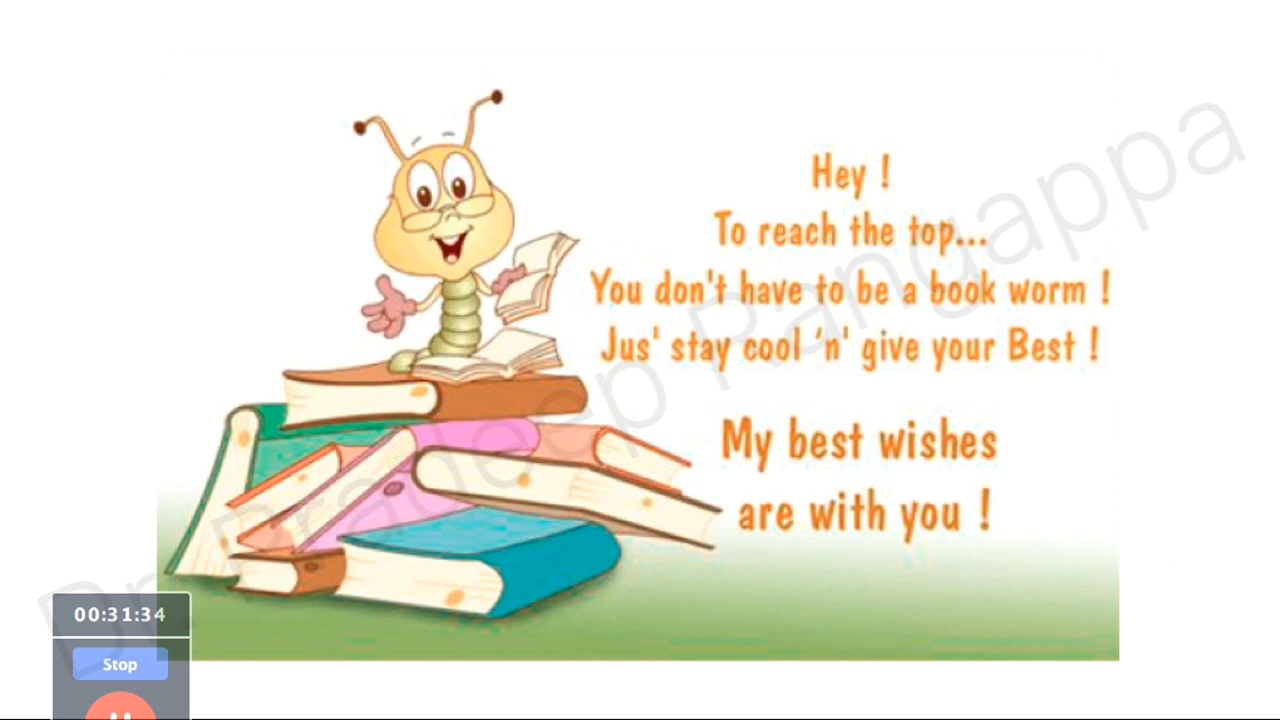 Hey !
To reach the top...
You don't have to be a book worm !
Jus' stay cool ‘n' give your Best !
My best wishes
are with you !
Dr Pradeep Rangappa
00:31:34
Stop